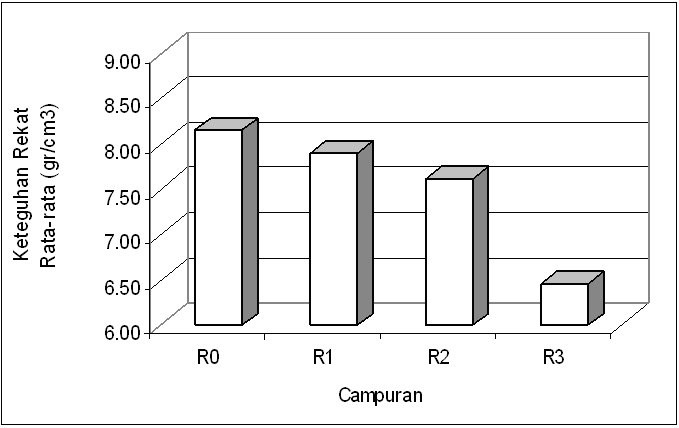 9.00
8.50
8.00
7.50
7.00
6.50
6.00
Keteguhan Rekat
Rata-rata (gr/cm3)
R0 R1 R2 R3
Campuran